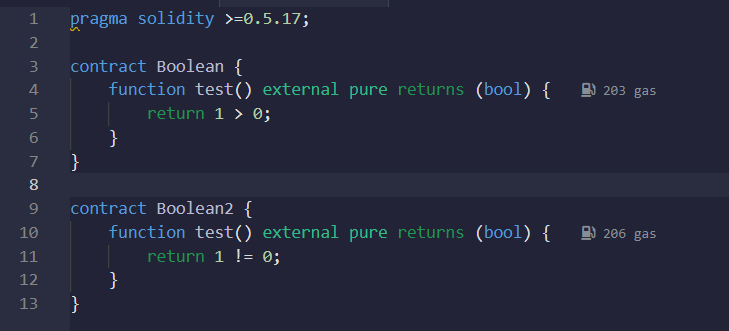 1 pragma solidity >=0.5.17;
2
3 contract Boolean {
4 function test() external pure returns (bool) { 203 gas
5 return 1 > 0;
6 }
7 }
8
9 contract Boolean2 {
10 function test() external pure returns (bool) { 206 gas
11 return 1 != 0;
12 }
13 }